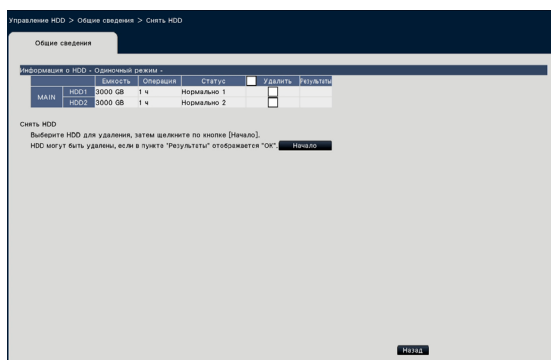 Управление HDD > Общие сведения > Снять HDD
Общие сведения
Информация о HDD - Одиночный режим -
Емкость Операция Статус Удалить Результаты
MAIN HDD1 3000 GB 1 ч Нормально 1
HDD2 3000 GB 1 ч Нормально 2
Снять HDD
Выберите HDD для удаления, затем щелкните по кнопке [Начало].
HDD могут быть удалены, если в пункте "Результаты" отображается "OK". Начало
Назад